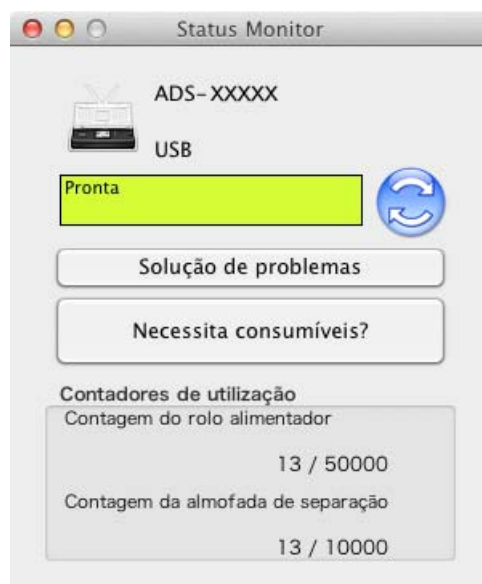 Status Monitor
ADS-XXXXX
USB
Pronta
Solução de problemas
Necessita consumíveis?
Contadores de utilização
Contagem do rolo alimentador
13 / 50000
Contagem da almofada de separação
13 / 10000